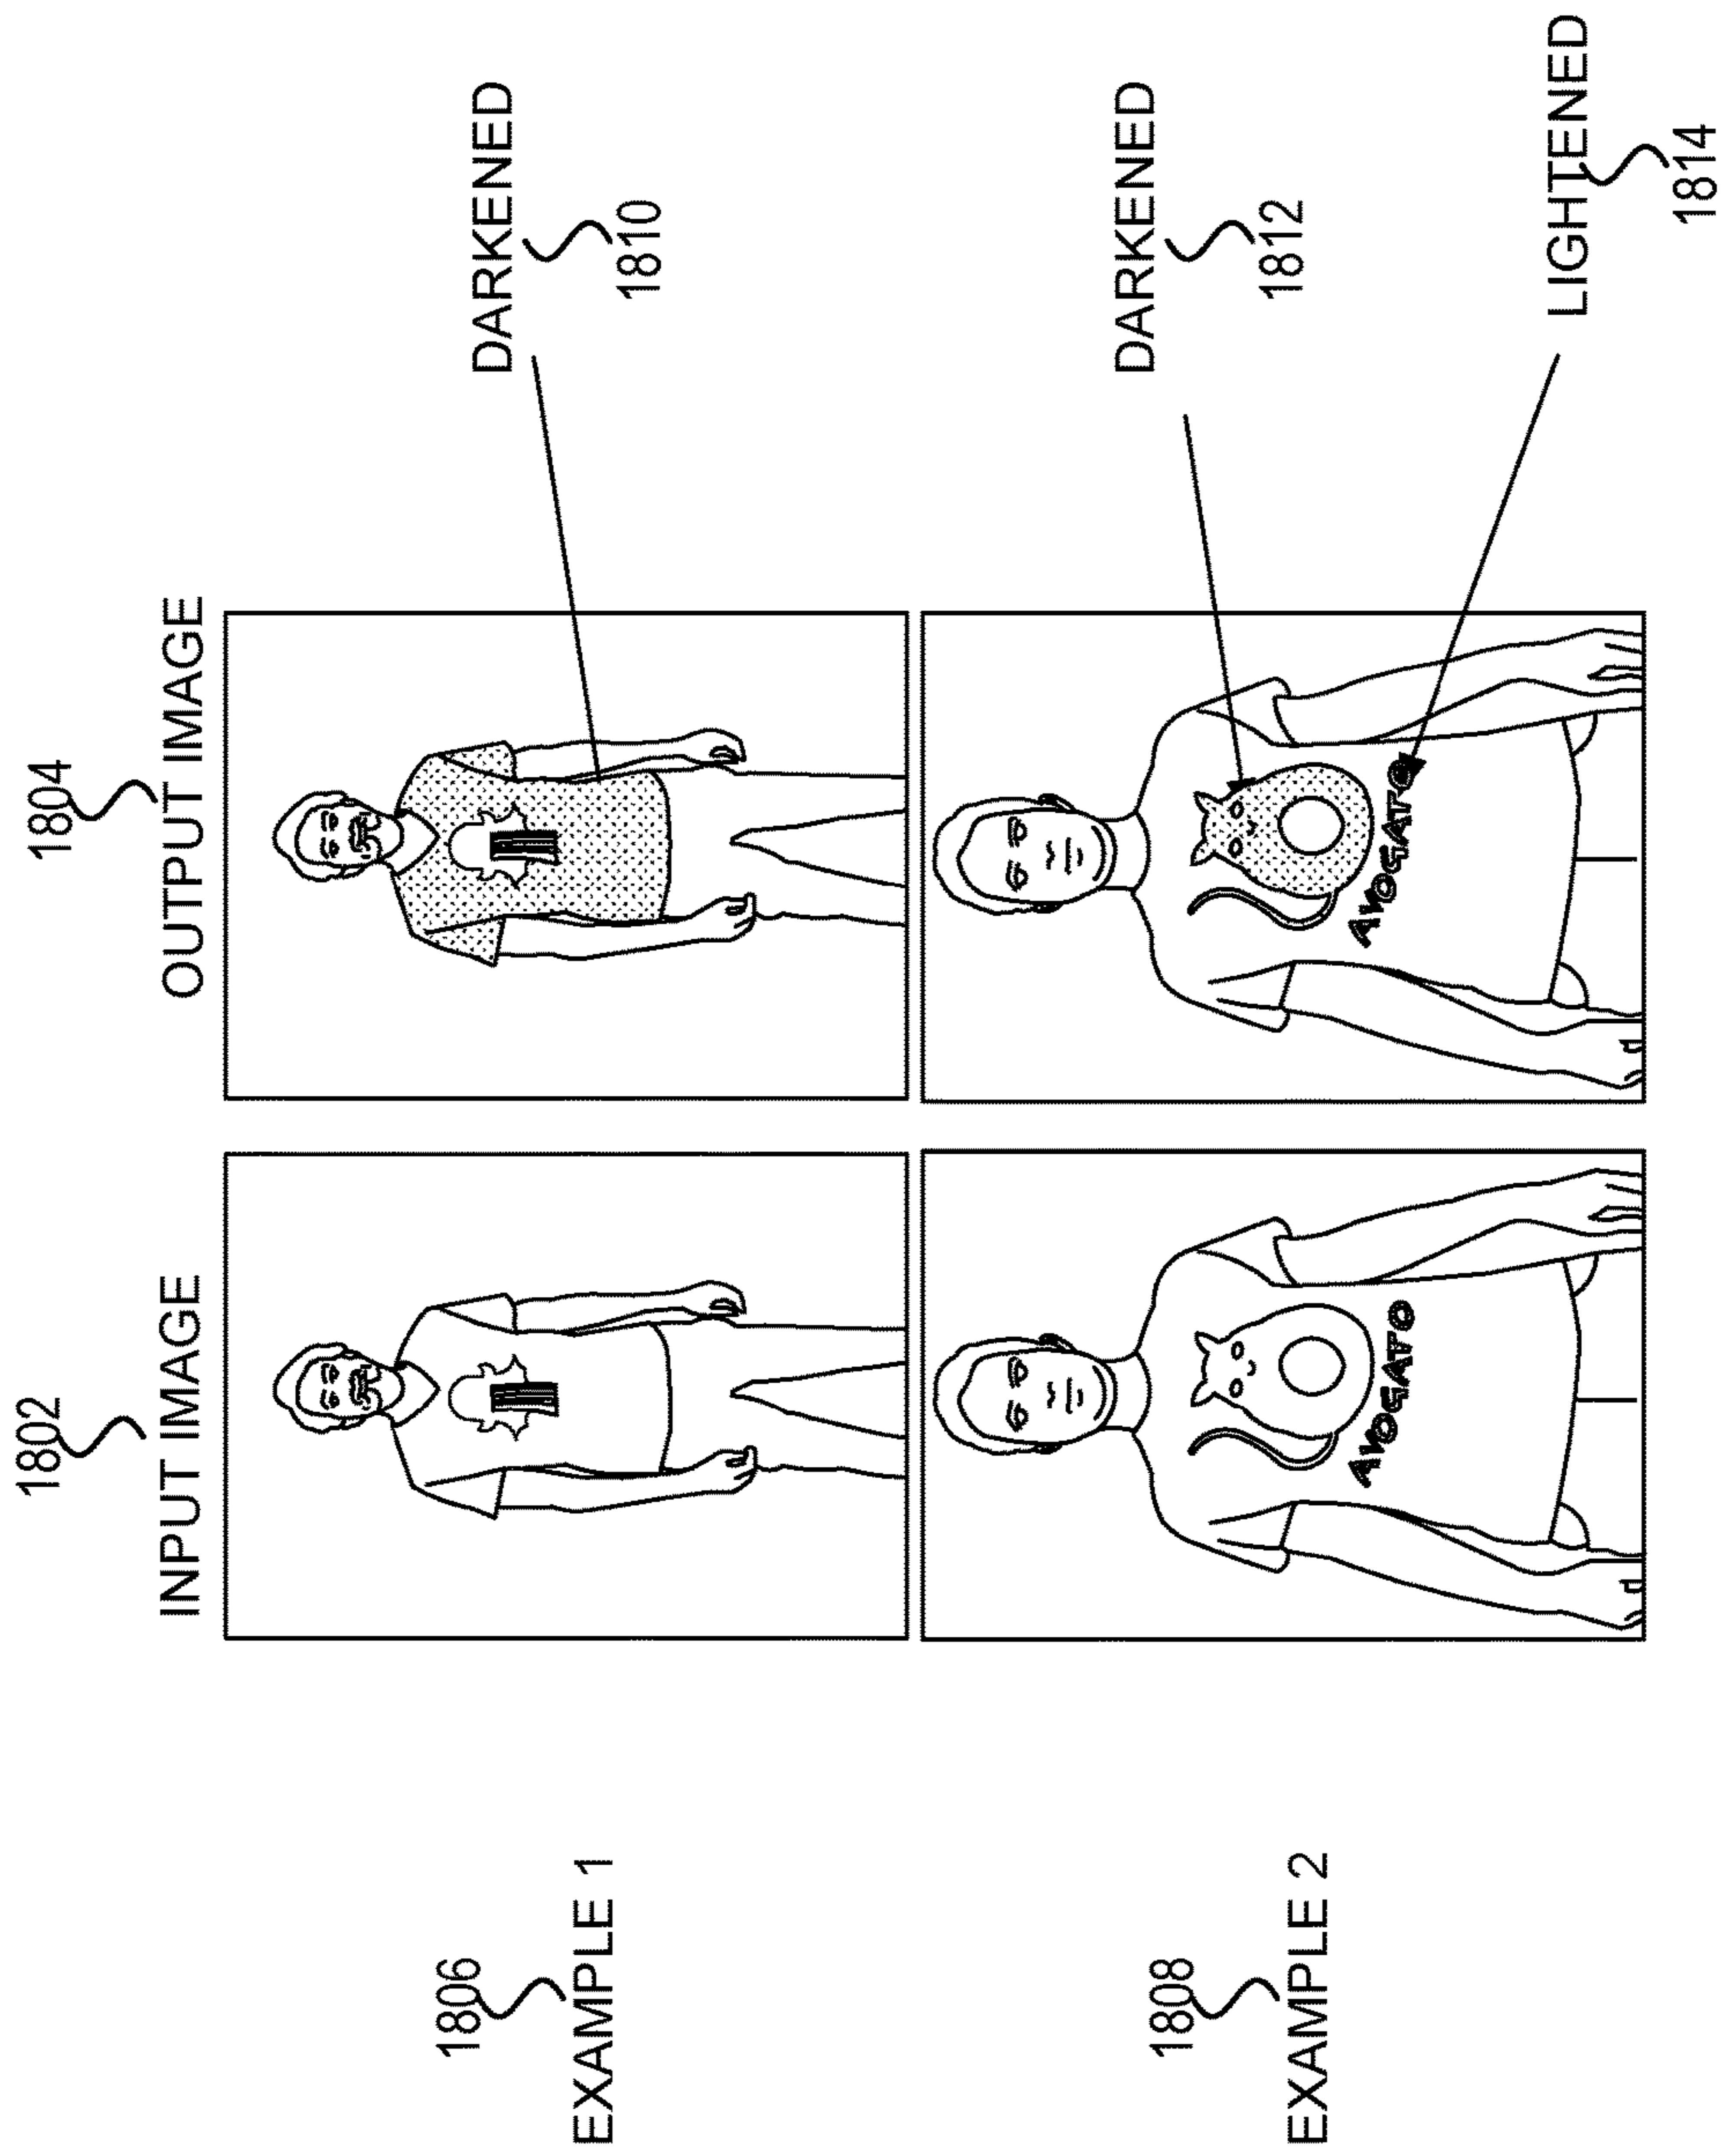 1802
INPUT IMAGE
1804
OUTPUT IMAGE
1806
EXAMPLE 1
DARKENED
1810
1808
EXAMPLE 2
AVOGATO
AVOGATO
DARKENED
1812
LIGHTENED
1814